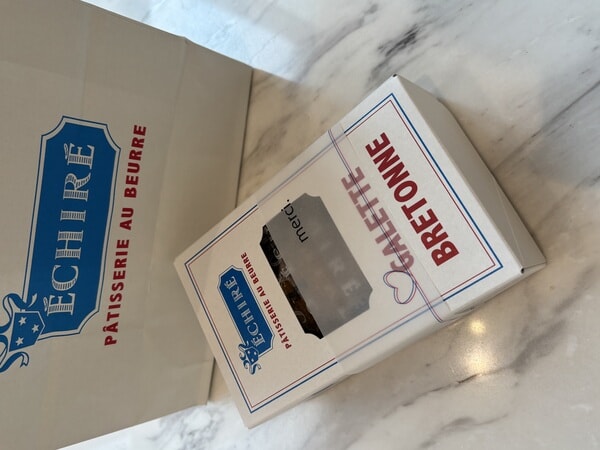 ÉCHIRÉ
PÂTISSERIE AU BEURRE
ÉCHIRÉ
PÂTISSERIE AU BEURRE
merci.
GALETTE
BRETONNE